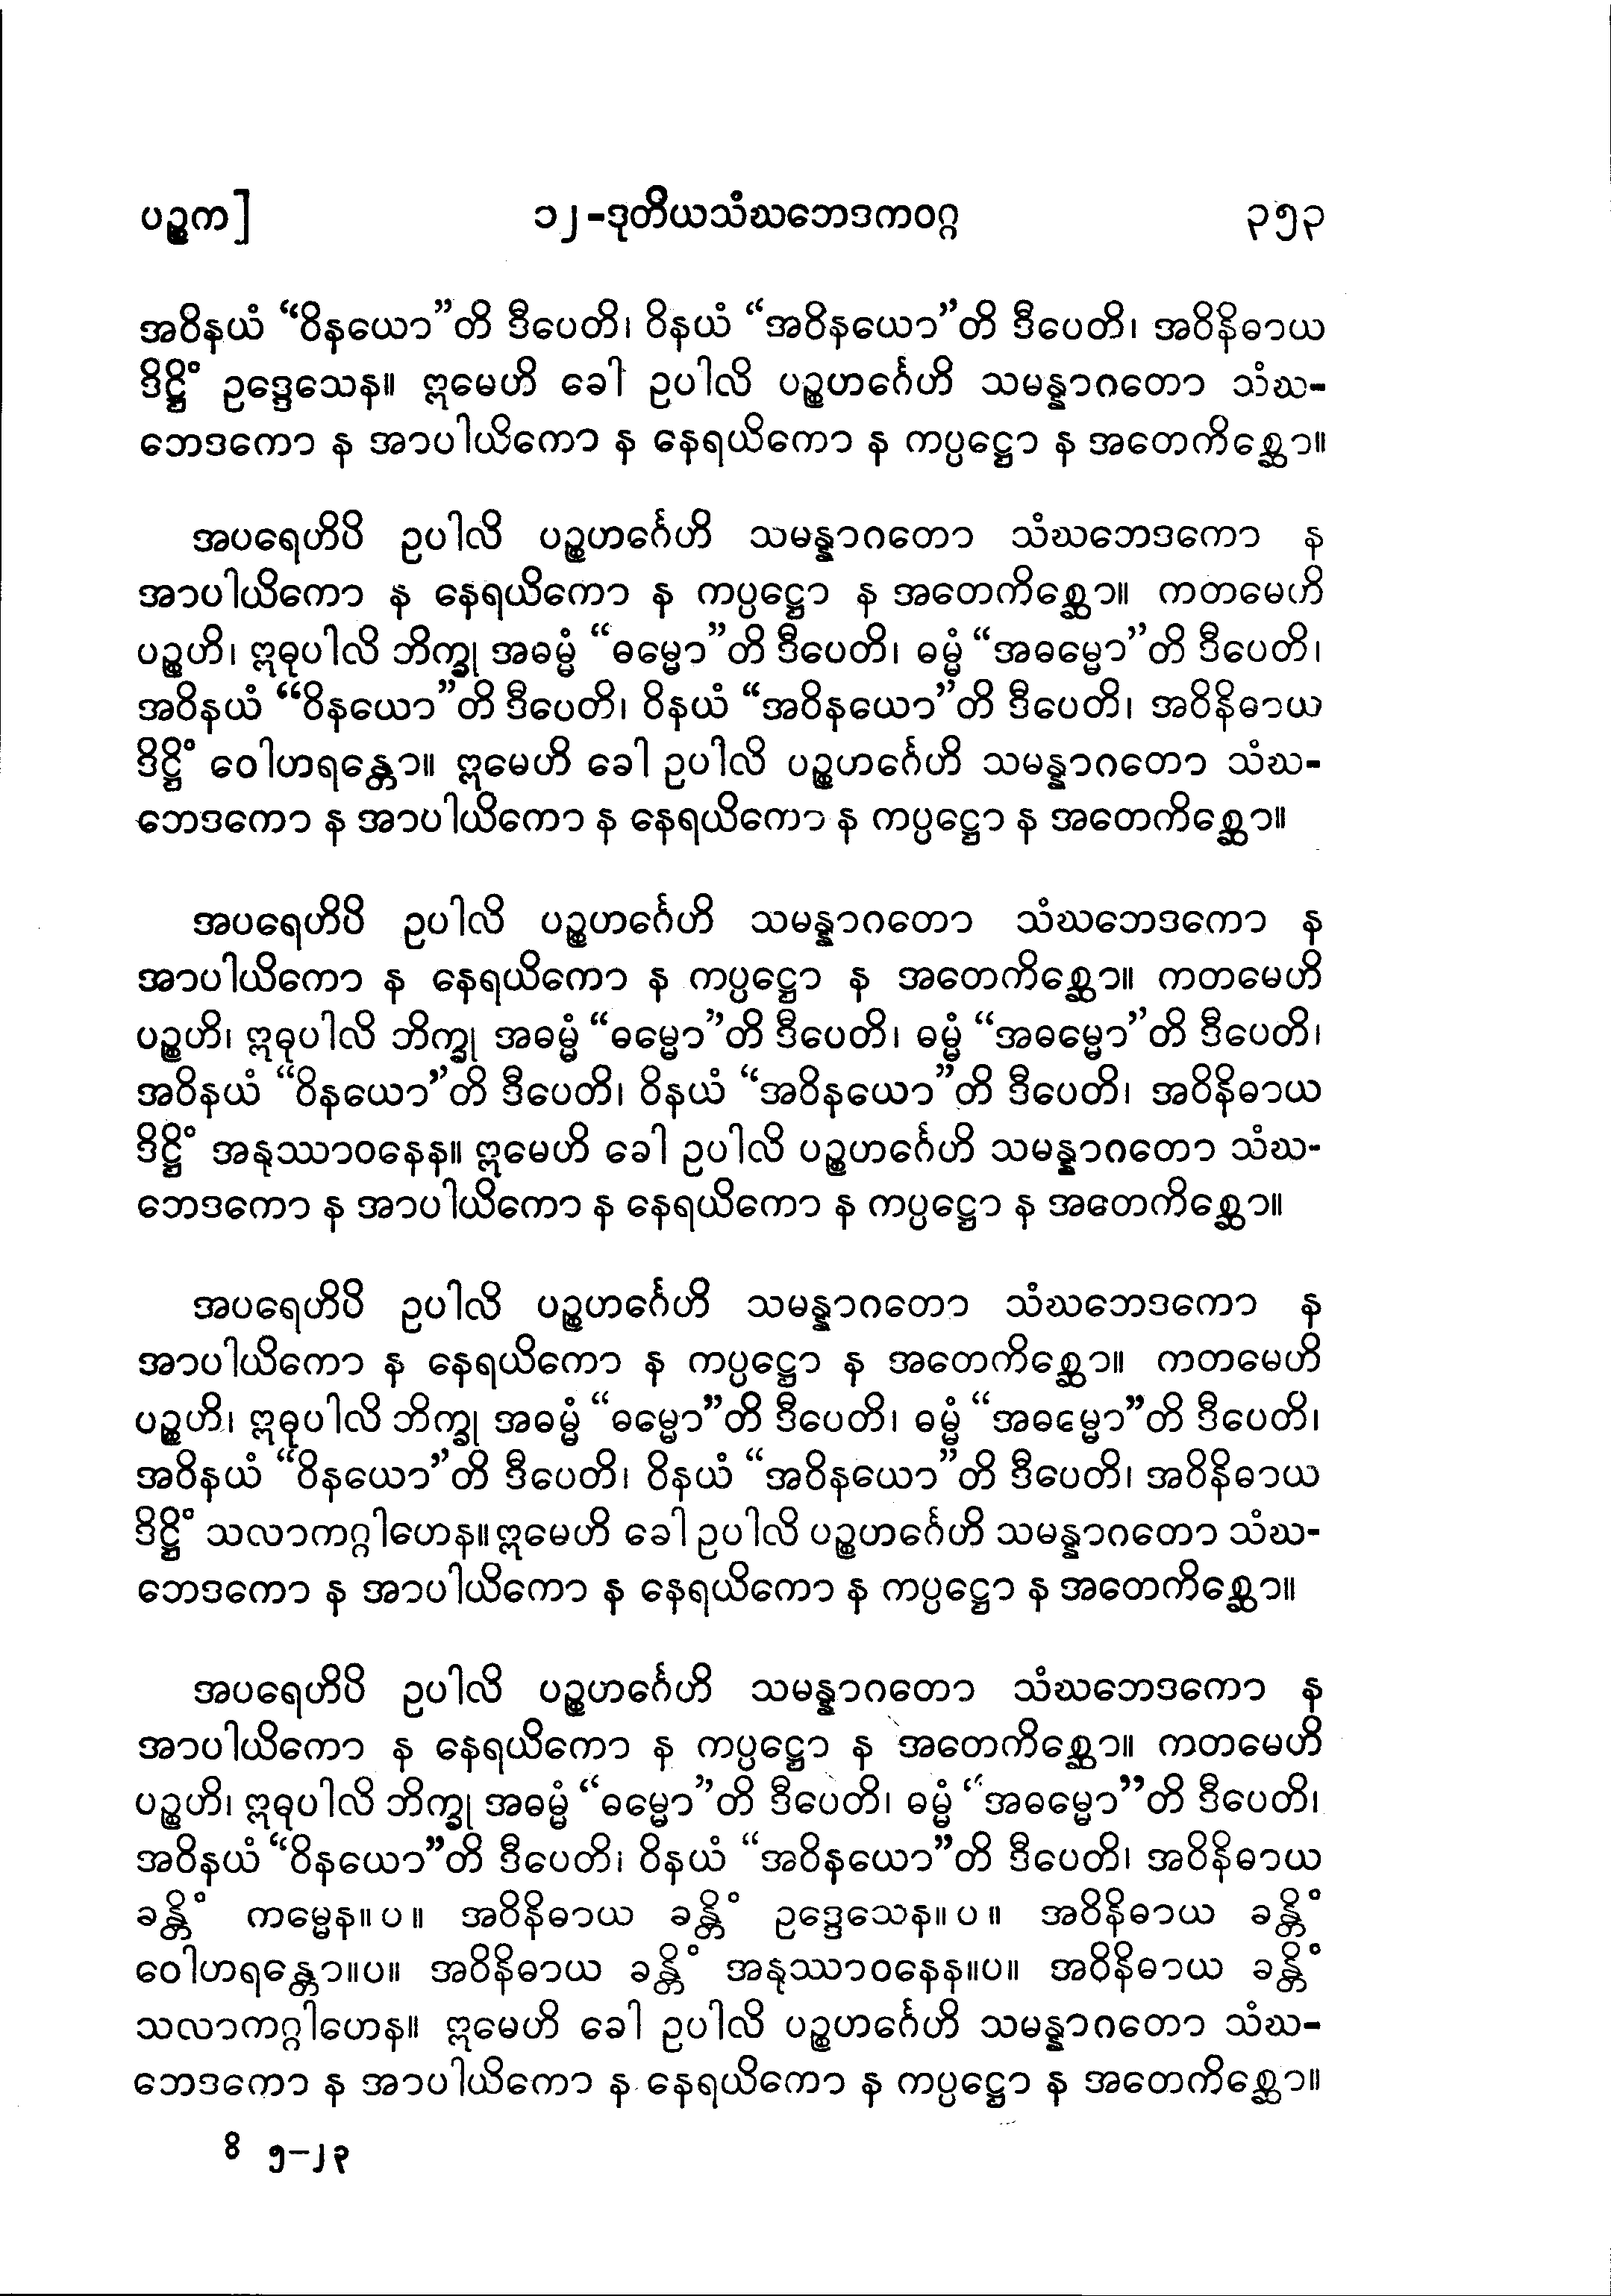 ပဉ္စက]
၁၂-ဒုတိယသံဃဘေဒကဝဂ္ဂ
၃၅၃
အဝိနယံ “ဝိနယော”တိ ဒီပေတိ၊ ဝိနယံ “အဝိနယော”တိ ဒီပေတိ၊ အဝိနိဓာယ
ဒိဋ္ဌိံ ဥဒ္ဒေသေန။ ဣမေဟိ ခေါ ဥပါလိ ပဉ္စဟင်္ဂေဟိ သမန္နာဂတော သံဃ-
ဘေဒကော န အာပါယိကော န နေရယိကော န ကပ္ပဋ္ဌော န အတေကိစ္ဆော။
အပရေဟိပိ ဥပါလိ ပဉ္စဟင်္ဂေဟိ သမန္နာဂတော သံဃဘေဒကော န
အာပါယိကော န နေရယိကော န ကပ္ပဋ္ဌော န အတေကိစ္ဆော။ ကတမေဟိ
ပဉ္စဟိ၊ ဣဓုပါလိ ဘိက္ခု အဓမ္မံ “ဓမ္မော”တိ ဒီပေတိ၊ ဓမ္မံ “အဓမ္မော”တိ ဒီပေတိ၊
အဝိနယံ “ဝိနယော”တိ ဒီပေတိ၊ ဝိနယံ “အဝိနယော”တိ ဒီပေတိ၊ အဝိနိဓာယ
ဒိဋ္ဌိံ ဝေါဟရန္တော။ ဣမေဟိ ခေါ ဥပါလိ ပဉ္စဟင်္ဂေဟိ သမန္နာဂတော သံဃ-
ဘေဒကော န အာပါယိကော န နေရယိကော န ကပ္ပဋ္ဌော န အတေကိစ္ဆော။
အပရေဟိပိ ဥပါလိ ပဉ္စဟင်္ဂေဟိ သမန္နာဂတော သံဃဘေဒကော န
အာပါယိကော န နေရယိကော န ကပ္ပဋ္ဌော န အတေကိစ္ဆော။ ကတမေဟိ
ပဉ္စဟိ၊ ဣဓုပါလိ ဘိက္ခု အဓမ္မံ “ဓမ္မော”တိ ဒီပေတိ၊ ဓမ္မံ “အဓမ္မော”တိ ဒီပေတိ၊
အဝိနယံ “ဝိနယော”တိ ဒီပေတိ၊ ဝိနယံ “အဝိနယော”တိ ဒီပေတိ၊ အဝိနိဓာယ
ဒိဋ္ဌိံ အနုဿာဝနေန။ ဣမေဟိ ခေါ ဥပါလိ ပဉ္စဟင်္ဂေဟိ သမန္နာဂတော သံဃ-
ဘေဒကော န အာပါယိကော န နေရယိကော န ကပ္ပဋ္ဌော န အတေကိစ္ဆော။
အပရေဟိပိ ဥပါလိ ပဉ္စဟင်္ဂေဟိ သမန္နာဂတော သံဃဘေဒကော န
အာပါယိကော န နေရယိကော န ကပ္ပဋ္ဌော န အတေကိစ္ဆော။ ကတမေဟိ
ပဉ္စဟိ၊ ဣဓုပါလိ ဘိက္ခု အဓမ္မံ “ဓမ္မော”တိ ဒီပေတိ၊ ဓမ္မံ “အဓမ္မော”တိ ဒီပေတိ၊
အဝိနယံ “ဝိနယော”တိ ဒီပေတိ၊ ဝိနယံ “အဝိနယော”တိ ဒီပေတိ၊ အဝိနိဓာယ
ဒိဋ္ဌိံ သလာကဂ္ဂါဟေန။ဣမေဟိ ခေါ ဥပါလိ ပဉ္စဟင်္ဂေဟိ သမန္နာဂတော သံဃ-
ဘေဒကော န အာပါယိကော န နေရယိကော န ကပ္ပဋ္ဌော န အတေကိစ္ဆော။
အပရေဟိပိ ဥပါလိ ပဉ္စဟင်္ဂေဟိ သမန္နာဂတော သံဃဘေဒကော န
အာပါယိကော န နေရယိကော န ကပ္ပဋ္ဌော န အတေကိစ္ဆော။ ကတမေဟိ
ပဉ္စဟိ၊ ဣဓုပါလိ ဘိက္ခု အဓမ္မံ “ဓမ္မော”တိ ဒီပေတိ၊ ဓမ္မံ “အဓမ္မော”တိ ဒီပေတိ၊
အဝိနယံ “ဝိနယော”တိ ဒီပေတိ၊ ဝိနယံ “အဝိနယော”တိ ဒီပေတိ၊ အဝိနိဓာယ
ခန္တိံ ကမ္မေန။ပ။ အဝိနိဓာယ ခန္တိံ ဥဒ္ဒေသေန။ပ။ အဝိနိဓာယ ခန္တိံ
ဝေါဟရန္တော။ပ။ အဝိနိဓာယ ခန္တိံ အနုဿာဝနေန။ပ။ အဝိနိဓာယ ခန္တိံ
သလာကဂ္ဂါဟေန။ ဣမေဟိ ခေါ ဥပါလိ ပဉ္စဟင်္ဂေဟိ သမန္နာဂတော သံဃ-
ဘေဒကော န အာပါယိကော န နေရယိကော န ကပ္ပဋ္ဌော န အတေကိစ္ဆော။
ဝိ ၅-၂၃